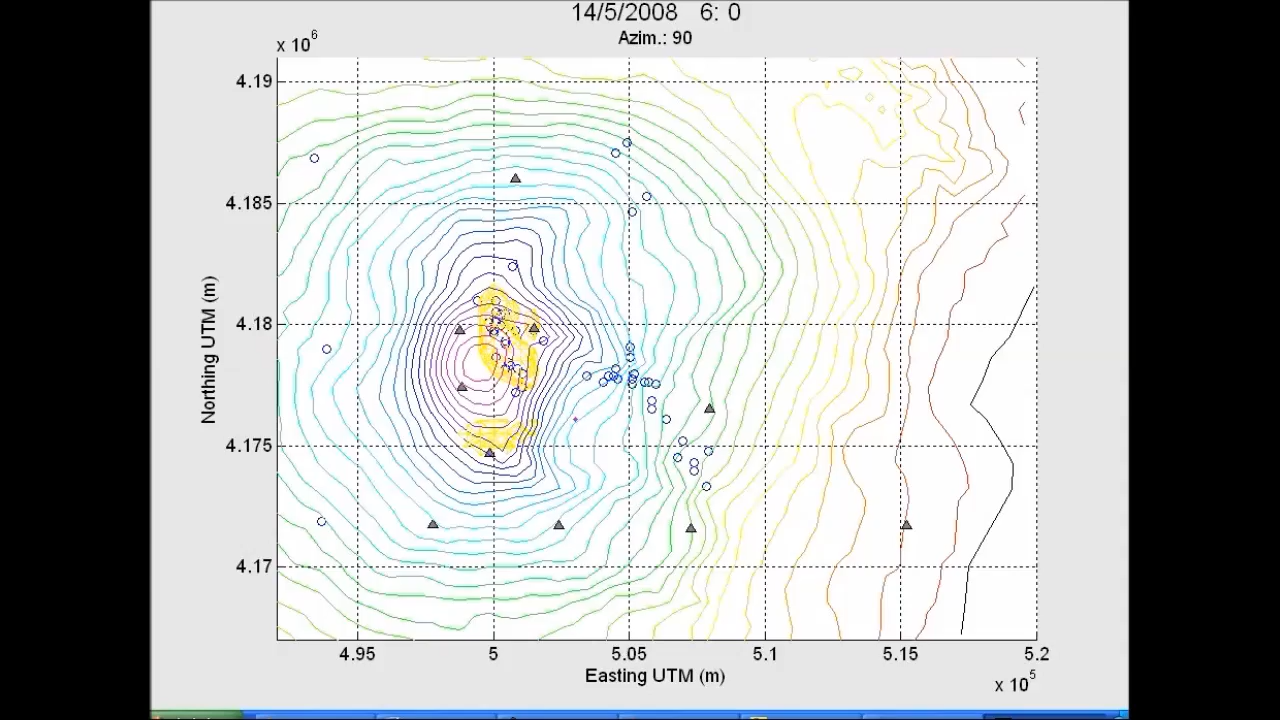 14/5/2008 6: 0
Azim.: 90
x 10^6
4.19
4.185
4.18
4.175
4.17
Northing UTM (m)
4.95 5 5.05 5.1 5.15 5.2
Easting UTM (m)
x 10^5